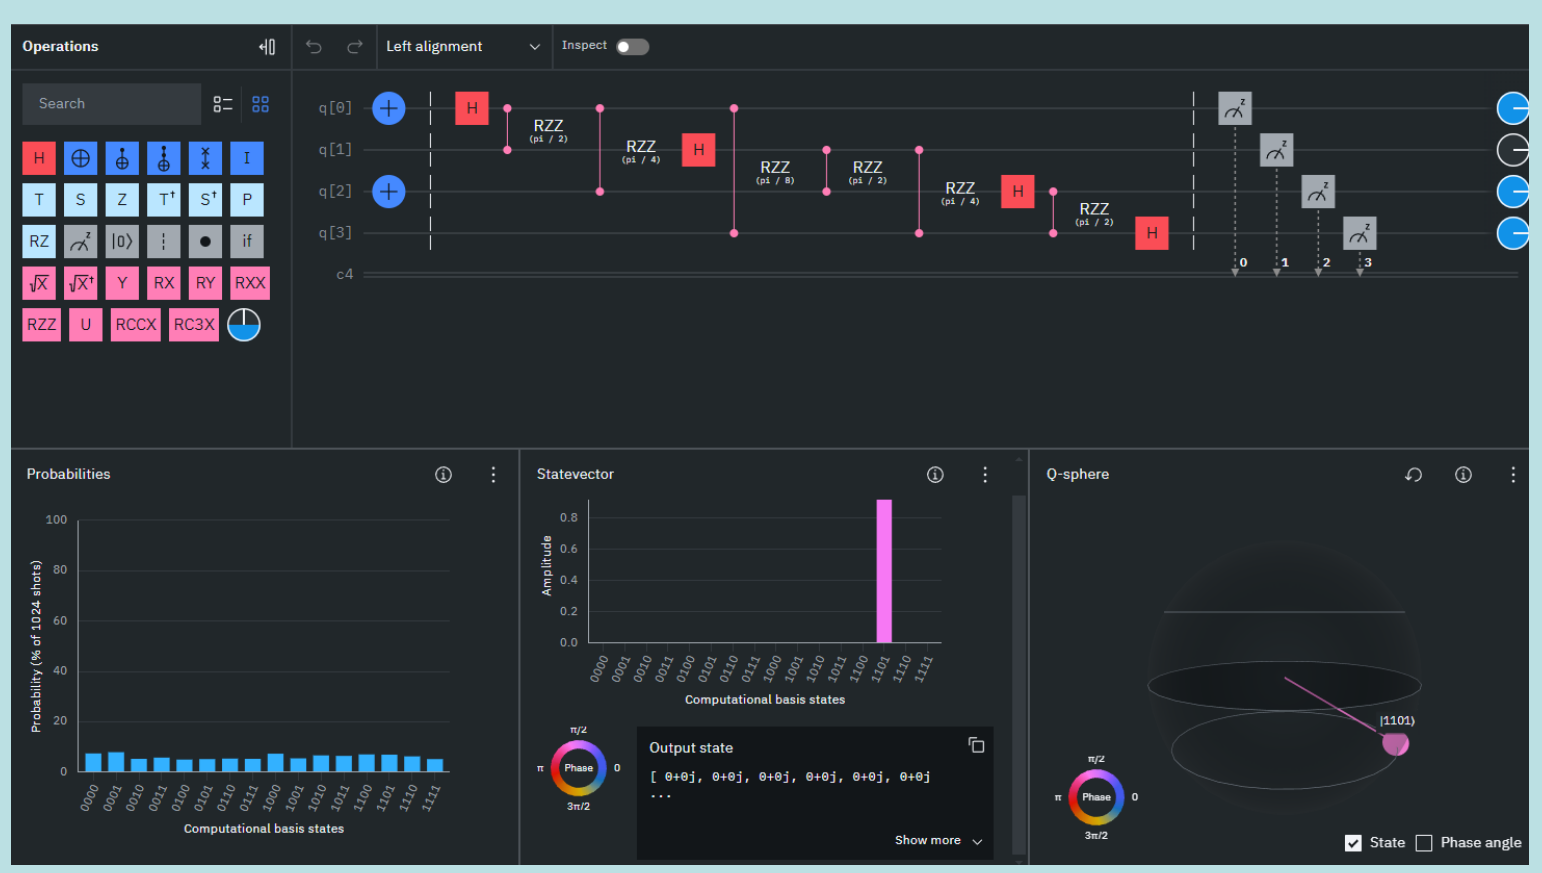 Operations
Left alignment
Inspect
Search
H
I
T S Z T† S† P
RZ z |0⟩ if
√X √X† Y RX RY RXX
RZZ U RCCX RC3X
q[0] H H z
RZZ
(pi / 2)
q[1] RZZ
(pi / 4)
H z
RZZ
(pi / 8)
RZZ
(pi / 2)
q[2] RZZ
(pi / 4)
H z
RZZ
(pi / 2)
q[3] H z
c4 0 1 2 3
Probabilities
Probability (% of 1024 shots)
100
80
60
40
20
0
0000 0001 0010 0011 0100 0101 0110 0111 1000 1001 1010 1011 1100 1101 1110 1111
Computational basis states
Statevector
Amplitude
0.8
0.6
0.4
0.2
0.0
0000 0001 0010 0011 0100 0101 0110 0111 1000 1001 1010 1011 1100 1101 1110 1111
Computational basis states
π/2
π Phase 0
3π/2
Output state
[ 0+0j, 0+0j, 0+0j, 0+0j, 0+0j, 0+0j
...
Show more
Q-sphere
|1101⟩
π/2
π Phase 0
3π/2
State Phase angle